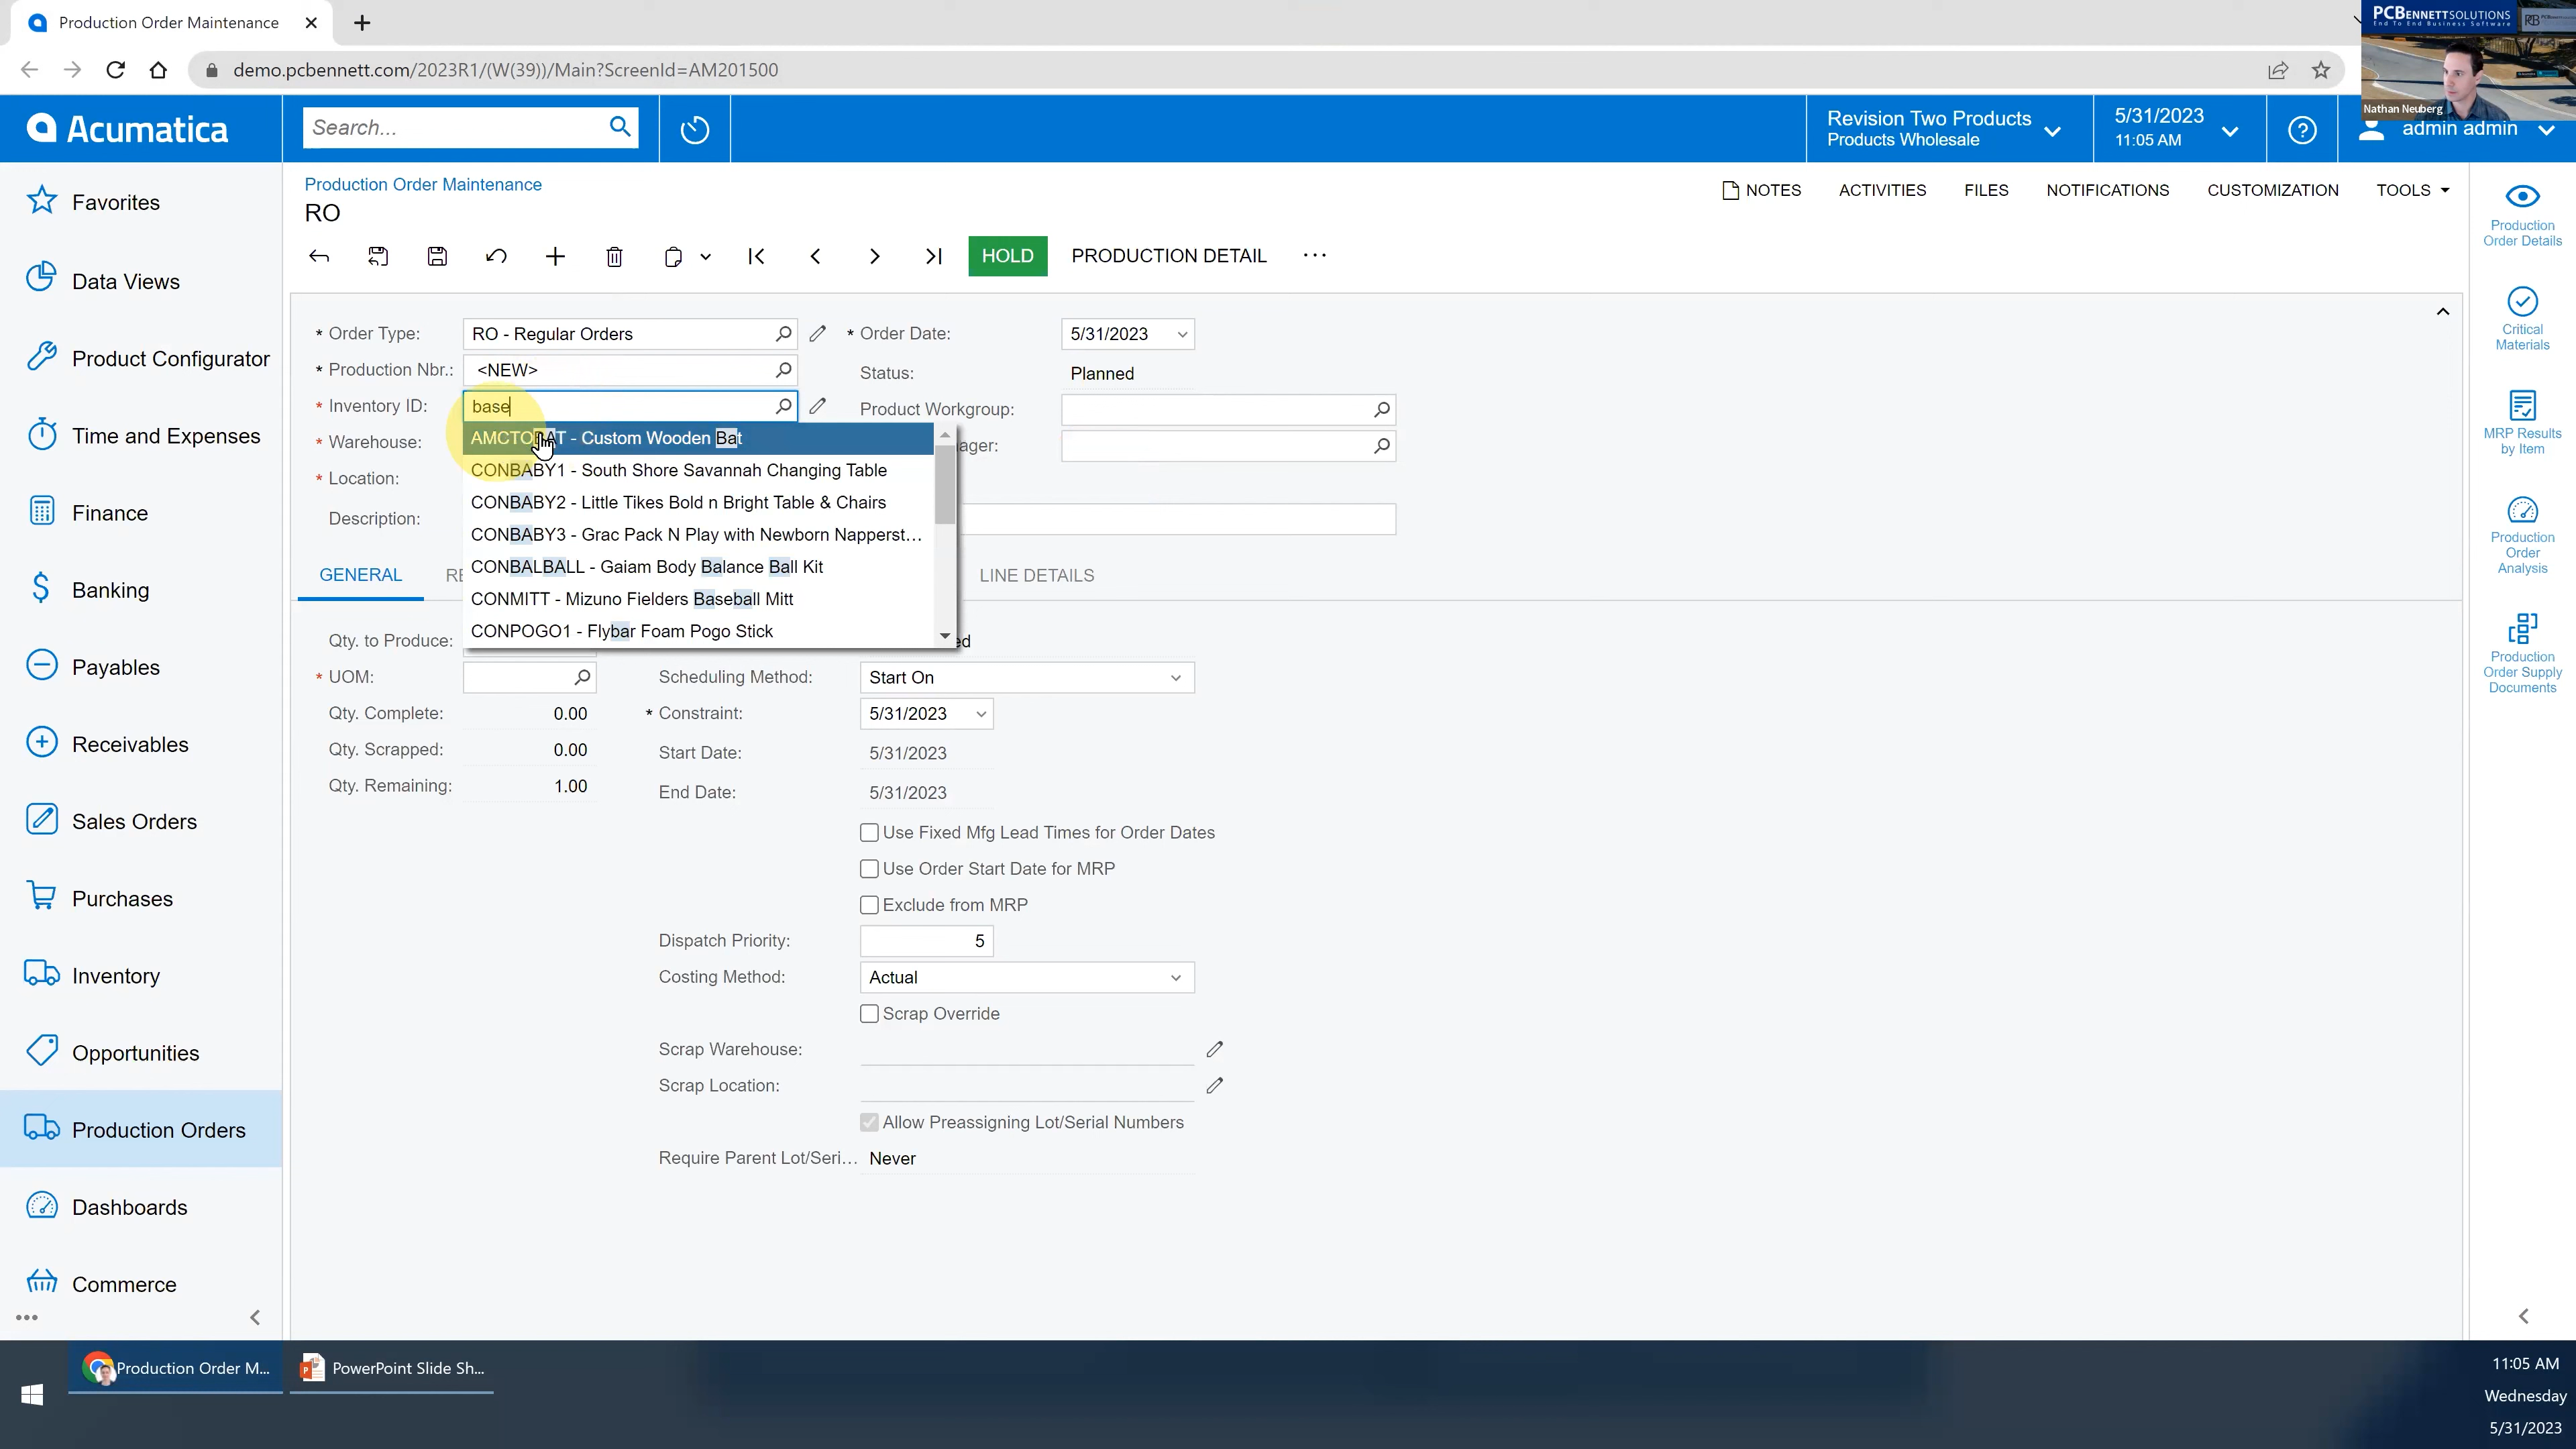 Production Order Maintenance
PCBENNETTSOLUTIONS
End To End Business Software
demo.pcbennett.com/2023R1/(W(39))/Main?ScreenId=AM201500
Nathan Neuberg
Acumatica
Search...
Revision Two Products
Products Wholesale
5/31/2023
11:05 AM
admin admin
Favorites
Data Views
Product Configurator
Time and Expenses
Finance
Banking
Payables
Receivables
Sales Orders
Purchases
Inventory
Opportunities
Production Orders
Dashboards
Commerce
Production Order Maintenance
RO
NOTES
ACTIVITIES
FILES
NOTIFICATIONS
CUSTOMIZATION
TOOLS
HOLD
PRODUCTION DETAIL
* Order Type: RO - Regular Orders
* Production Nbr.: <NEW>
* Inventory ID: base
* Warehouse:
* Location:
Description:
* Order Date: 5/31/2023
Status: Planned
Product Workgroup:
ager:
AMCTOBAT - Custom Wooden Bat
CONBABY1 - South Shore Savannah Changing Table
CONBABY2 - Little Tikes Bold n Bright Table & Chairs
CONBABY3 - Grac Pack N Play with Newborn Napperst...
CONBALBALL - Gaiam Body Balance Ball Kit
CONMITT - Mizuno Fielders Baseball Mitt
CONPOGO1 - Flybar Foam Pogo Stick
GENERAL
RE
LINE DETAILS
Qty. to Produce:
* UOM:
Qty. Complete: 0.00
Qty. Scrapped: 0.00
Qty. Remaining: 1.00
ed
Scheduling Method: Start On
* Constraint: 5/31/2023
Start Date: 5/31/2023
End Date: 5/31/2023
Use Fixed Mfg Lead Times for Order Dates
Use Order Start Date for MRP
Exclude from MRP
Dispatch Priority: 5
Costing Method: Actual
Scrap Override
Scrap Warehouse:
Scrap Location:
Allow Preassigning Lot/Serial Numbers
Require Parent Lot/Seri... Never
Production
Order Details
Critical
Materials
MRP Results
by Item
Production
Order
Analysis
Production
Order Supply
Documents
Production Order M...
PowerPoint Slide Sh...
11:05 AM
Wednesday
5/31/2023